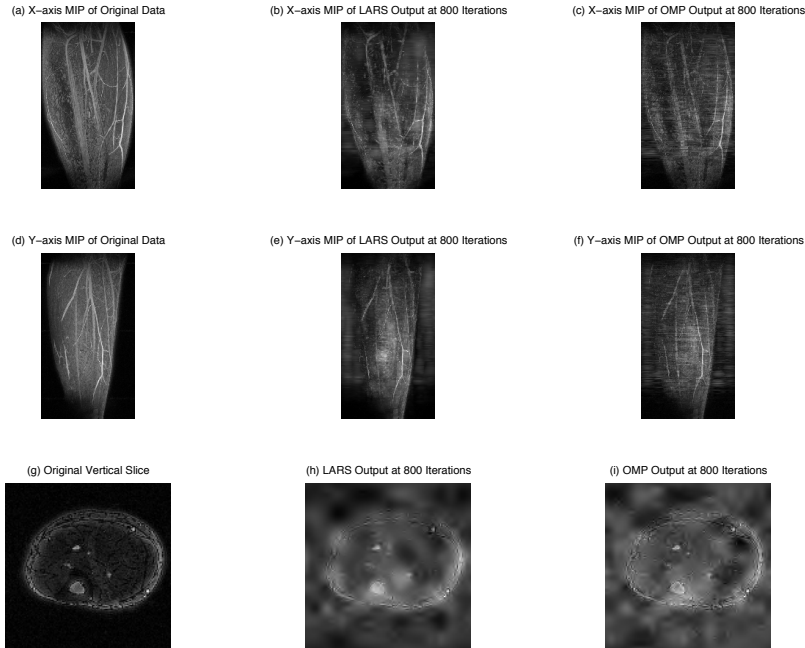 (a) X−axis MIP of Original Data
(b) X−axis MIP of LARS Output at 800 Iterations
(c) X−axis MIP of OMP Output at 800 Iterations
(d) Y−axis MIP of Original Data
(e) Y−axis MIP of LARS Output at 800 Iterations
(f) Y−axis MIP of OMP Output at 800 Iterations
(g) Original Vertical Slice
(h) LARS Output at 800 Iterations
(i) OMP Output at 800 Iterations